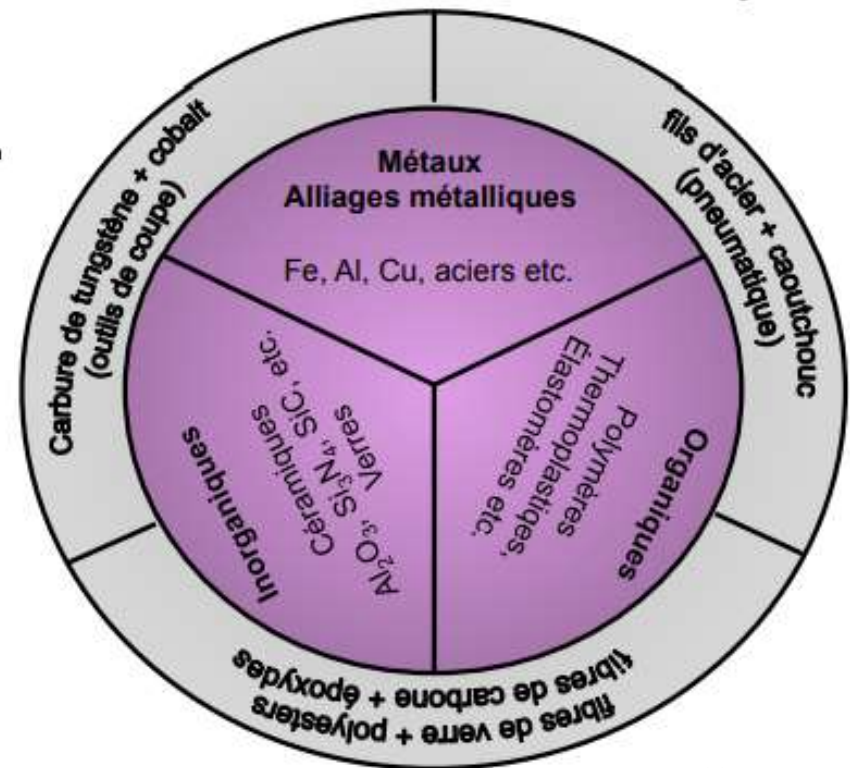 Métaux
Alliages métalliques
Fe, Al, Cu, aciers etc.
fils d'acier + caoutchouc
(pneumatique)
Organiques
Polymères
Thermoplastiqes,
Élastomères etc.
fibres de carbone + époxydes
fibres de verre + polyesters
Inorganiques
Céramiques
Al₂O₃, Si₃N₄, SiC, etc.
Verres
Carbure de tungstène + cobalt
(outils de coupe)